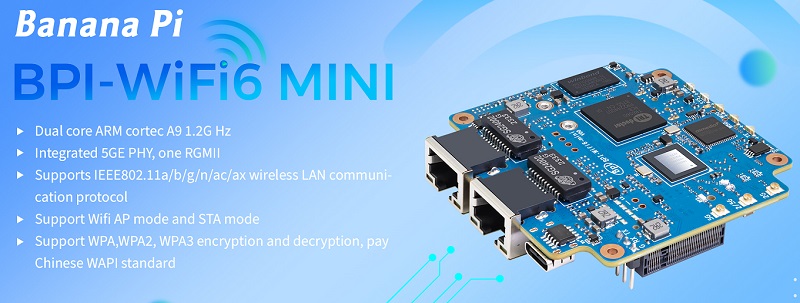 Banana Pi
BPI-WiFi6 MINI
Dual core ARM cortec A9 1.2G Hz
Integrated 5GE PHY, one RGMII
Supports IEEE802.11a/b/g/n/ac/ax wireless LAN communi-
cation protocol
Support Wifi AP mode and STA mode
Support WPA,WPA2, WPA3 encryption and decryption, pay
Chinese WAPI standard